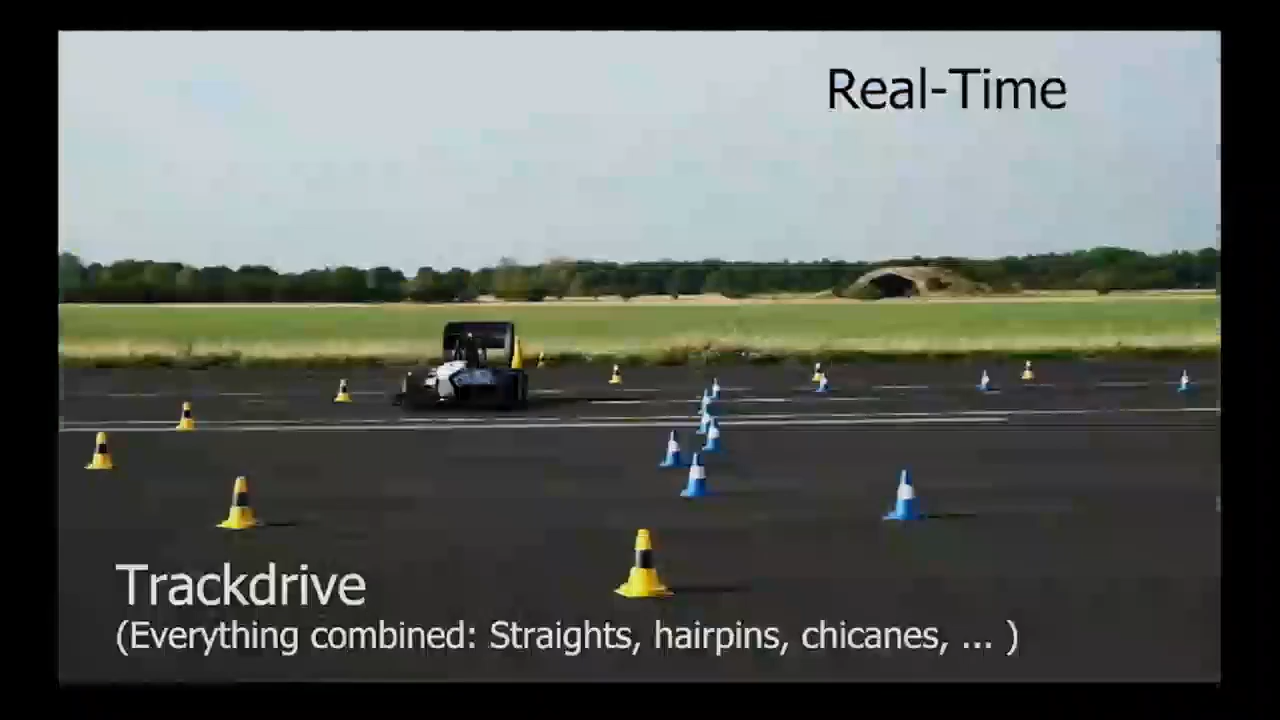 Real-Time
Trackdrive
(Everything combined: Straights, hairpins, chicanes, ... )